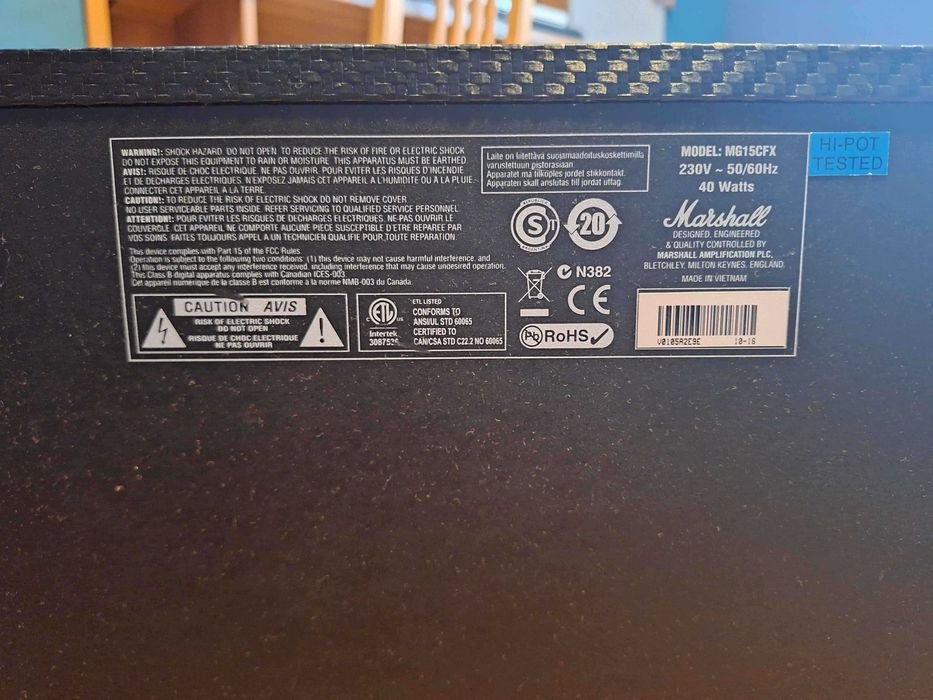 WARNING!: SHOCK HAZARD. DO NOT OPEN. TO REDUCE THE RISK OF FIRE OR ELECTRIC SHOCK
DO NOT EXPOSE THIS EQUIPMENT TO RAIN OR MOISTURE. THIS APPARATUS MUST BE EARTHED.
AVIS!: RISQUE DE CHOC ELECTRIQUE. NE PAS OUVRIR. POUR EVITER LES RISQUES D'INCENDIE
ET DE DECHARGES ELECTRIQUES, N'EXPOSEZ JAMAIS CET APPAREIL A L'HUMIDITE OU A LA PLUIE.
CONNECTER CET APPAREIL A LA TERRE.
CAUTION!: TO REDUCE THE RISK OF ELECTRIC SHOCK DO NOT REMOVE COVER.
NO USER SERVICEABLE PARTS INSIDE. REFER SERVICING TO QUALIFIED SERVICE PERSONNEL.
ATTENTION!: POUR EVITER LES RISQUES DE DECHARGES ELECTRIQUES, NE PAS OUVRIR LE
COUVERCLE. CET APPAREIL NE COMPORTE AUCUNE PIECE SUSCEPTIBLE D'ETRE REPAREE PAR
VOS SOINS. FAITES TOUJOURS APPEL A UN TECHNICIEN QUALIFIE POUR TOUTE REPARATION.
This device complies with Part 15 of the FCC Rules.
Operation is subject to the following two conditions: (1) this device may not cause harmful interference, and
(2) this device must accept any interference received, including interference that may cause undesired operation.
This Class B digital apparatus complies with Canadian ICES-003.
Cet appareil numérique de la classe B est conforme à la norme NMB-003 du Canada.
CAUTION AVIS
RISK OF ELECTRIC SHOCK
DO NOT OPEN
RISQUE DE CHOC ELECTRIQUE
NE PAS OUVRIR
ETL
US
Intertek
ETL LISTED
CONFORMS TO
ANSI/UL STD 60065
CERTIFIED TO
CAN/CSA STD C22.2 NO 60065
Laite on liitettävä suojamaadoituskoskettimilla
varustettuun pistorasiaan.
Apparatet må tilkoples jordet stikkontakt.
Apparaten skall anslutas till jordat uttag.
S
20
N382
CE
Pb RoHS
MODEL: MG15CFX
230V ~ 50/60Hz
40 Watts
Marshall
DESIGNED, ENGINEERED
& QUALITY CONTROLLED BY
MARSHALL AMPLIFICATION PLC,
BLETCHLEY, MILTON KEYNES, ENGLAND.
MADE IN VIETNAM
V0105A2E9E 10-16
HI-POT
TESTED